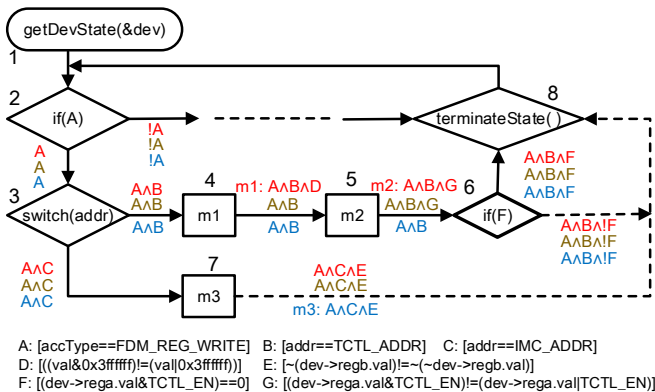 getDevState(&dev)
1
2
8
if(A)
!A
!A
!A
terminateState( )
A
A
A
3
4
5
6
A∧B∧F
A∧B∧F
A∧B∧F
switch(addr)
A∧B
A∧B
A∧B
m1
m1: A∧B∧D
A∧B
A∧B
m2
m2: A∧B∧G
A∧B∧G
A∧B
if(F)
A∧B∧!F
A∧B∧!F
A∧B∧!F
A∧C
A∧C
A∧C
7
m3
A∧C∧E
A∧C∧E
m3: A∧C∧E
A: [accType==FDM_REG_WRITE] B: [addr==TCTL_ADDR] C: [addr==IMC_ADDR]
D: [((val&0x3ffffff)!=(val|0x3ffffff))] E: [~(dev->regb.val)!=~(~dev->regb.val)]
F: [(dev->rega.val&TCTL_EN)==0] G: [(dev->rega.val&TCTL_EN)!=(dev->rega.val|TCTL_EN)]